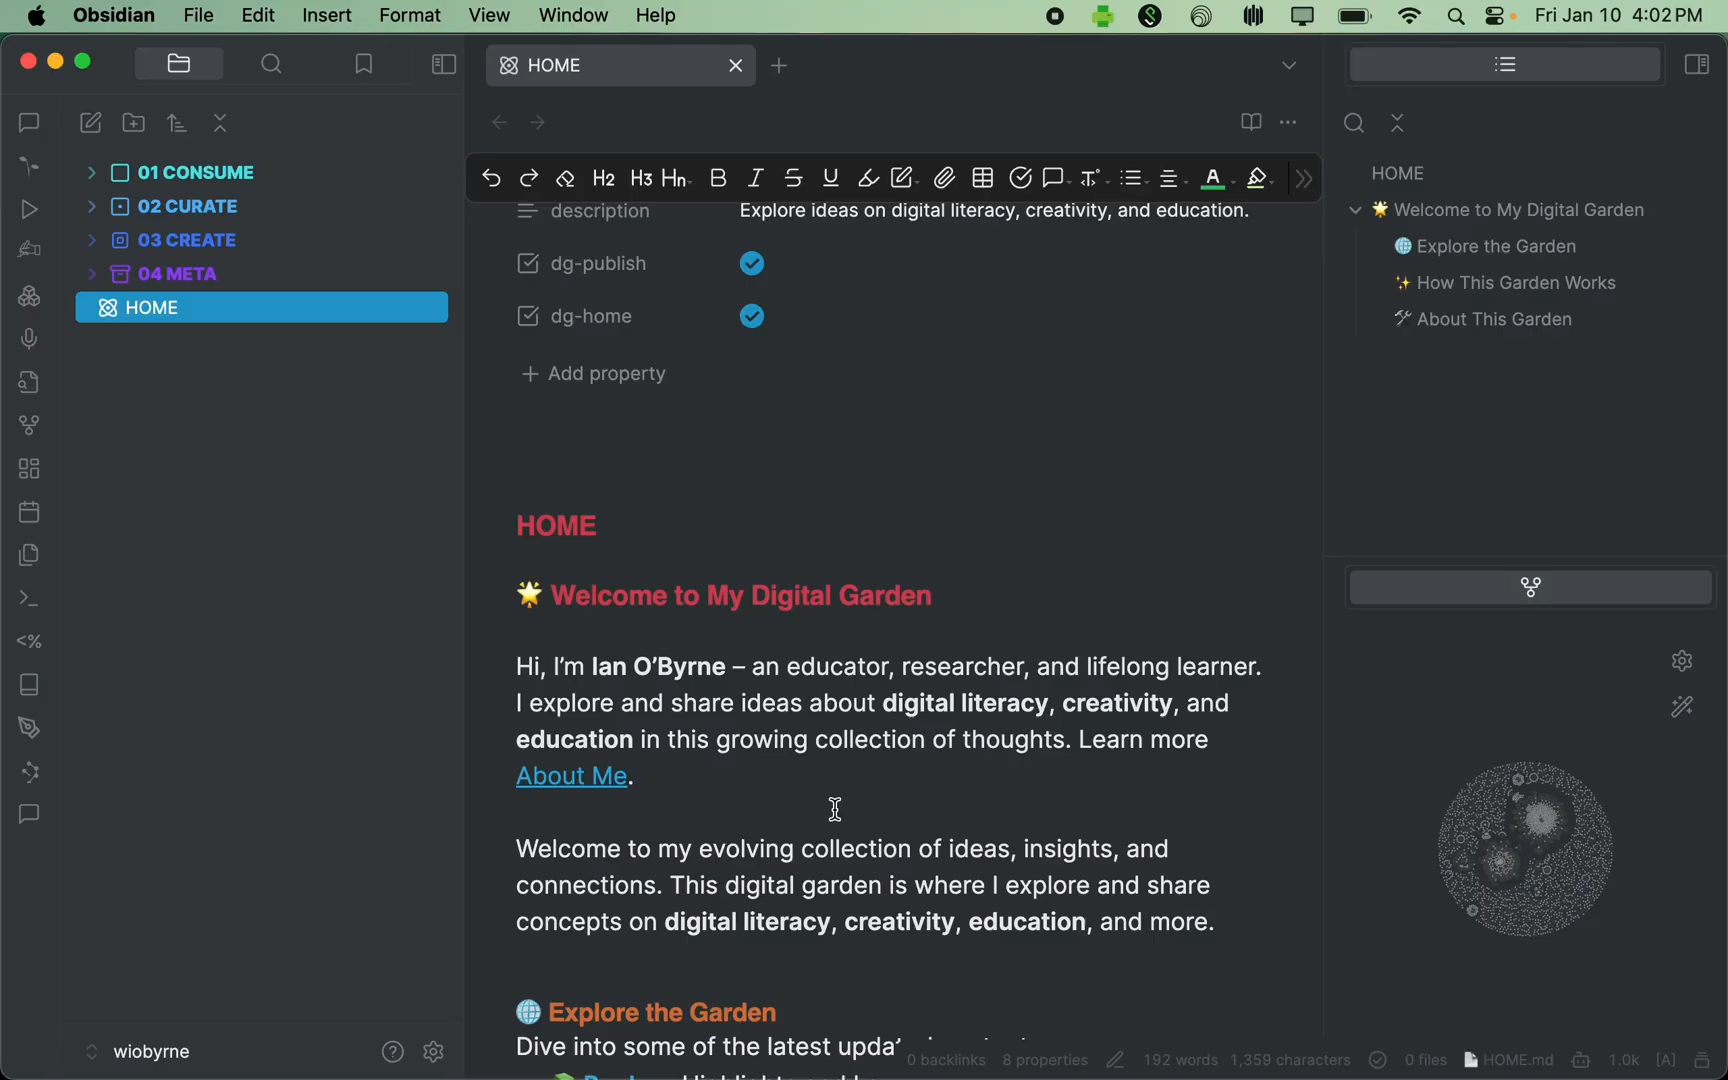 Obsidian File Edit Insert Format View Window Help Fri Jan 10 4:02 PM
HOME
01 CONSUME
02 CURATE
03 CREATE
04 META
HOME
wiobyrne
H2 H3 Hn B I S U A
description Explore ideas on digital literacy, creativity, and education.
dg-publish
dg-home
+ Add property
HOME
Welcome to My Digital Garden
Hi, I'm Ian O'Byrne – an educator, researcher, and lifelong learner.
I explore and share ideas about digital literacy, creativity, and
education in this growing collection of thoughts. Learn more
About Me.
Welcome to my evolving collection of ideas, insights, and
connections. This digital garden is where I explore and share
concepts on digital literacy, creativity, education, and more.
Explore the Garden
Dive into some of the latest
0 backlinks 8 properties 192 words 1,359 characters 0 files HOME.md 1.0k [A]
HOME
Welcome to My Digital Garden
Explore the Garden
How This Garden Works
About This Garden